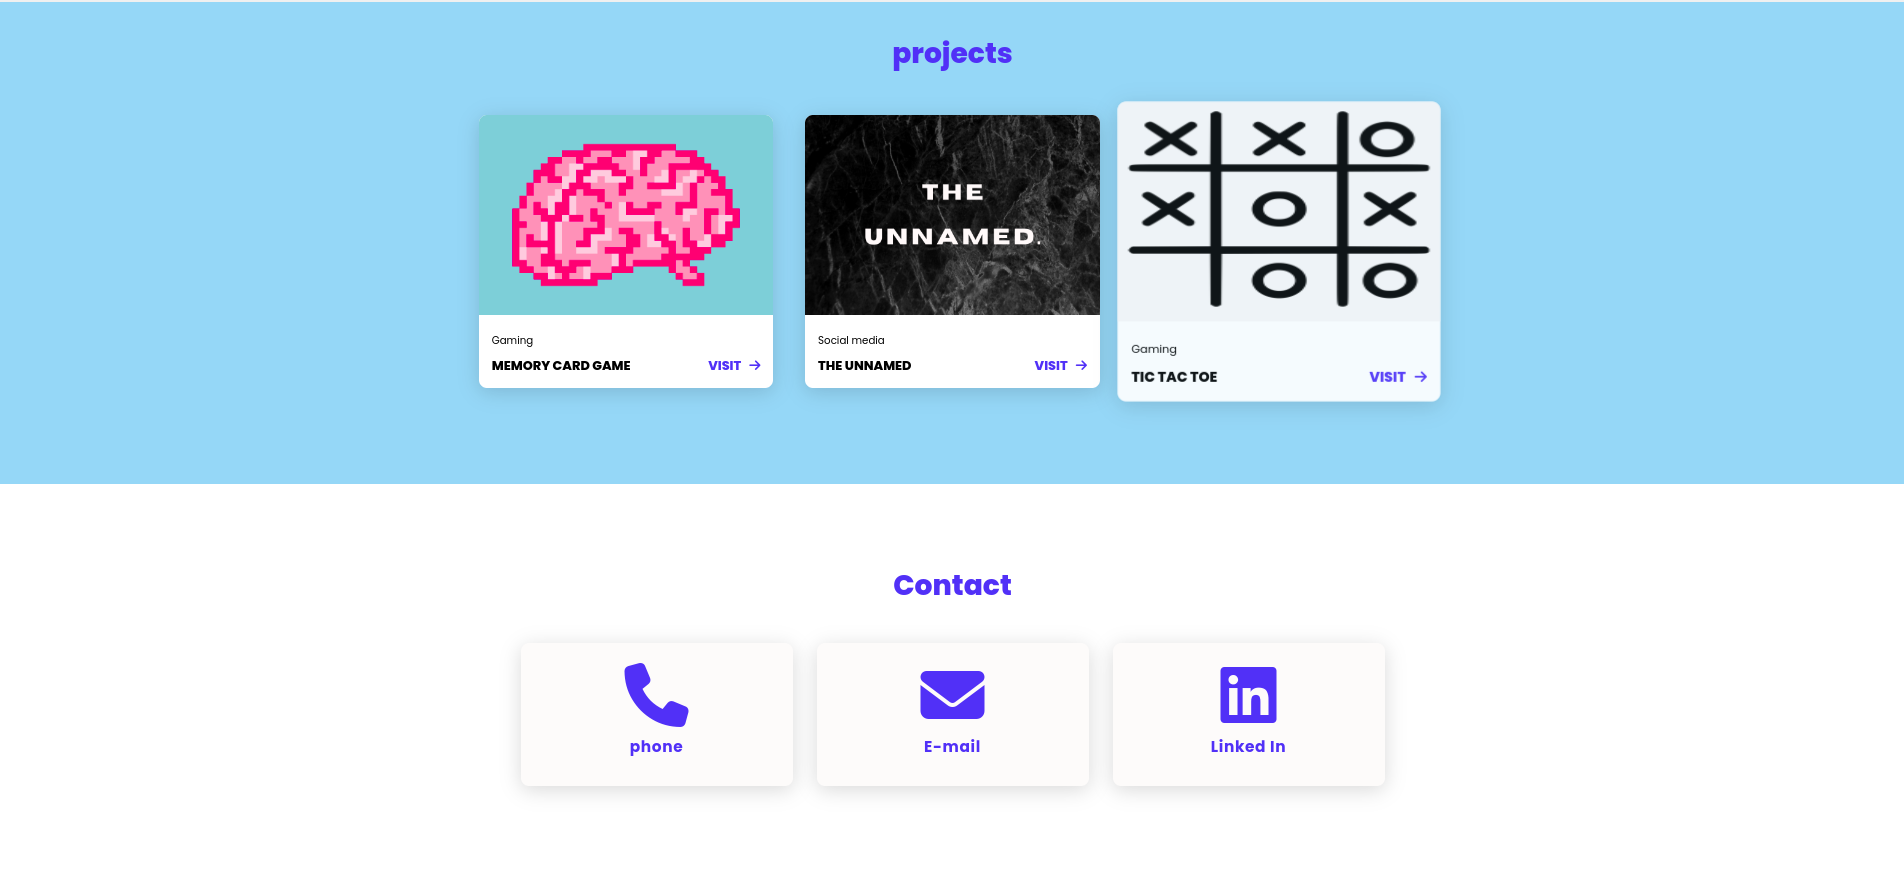 projects
THE
UNNAMED.
Gaming
MEMORY CARD GAME VISIT →
Social media
THE UNNAMED VISIT →
X X O
X O X
O O
Gaming
TIC TAC TOE VISIT →
Contact
in
phone
E-mail
Linked In